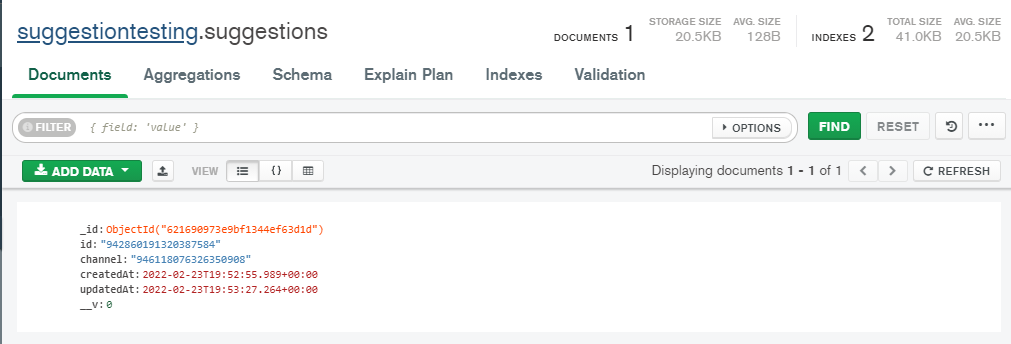 suggestiontesting.suggestions
DOCUMENTS 1 STORAGE SIZE 20.5KB AVG. SIZE 128B INDEXES 2 TOTAL SIZE 41.0KB AVG. SIZE 20.5KB
Documents Aggregations Schema Explain Plan Indexes Validation
FILTER { field: 'value' } OPTIONS FIND RESET ...
ADD DATA VIEW {} Displaying documents 1 - 1 of 1 < > REFRESH
_id: ObjectId("621690973e9bf1344ef63d1d")
id: "942860191320387584"
channel: "946118076326350908"
createdAt: 2022-02-23T19:52:55.989+00:00
updatedAt: 2022-02-23T19:53:27.264+00:00
__v: 0